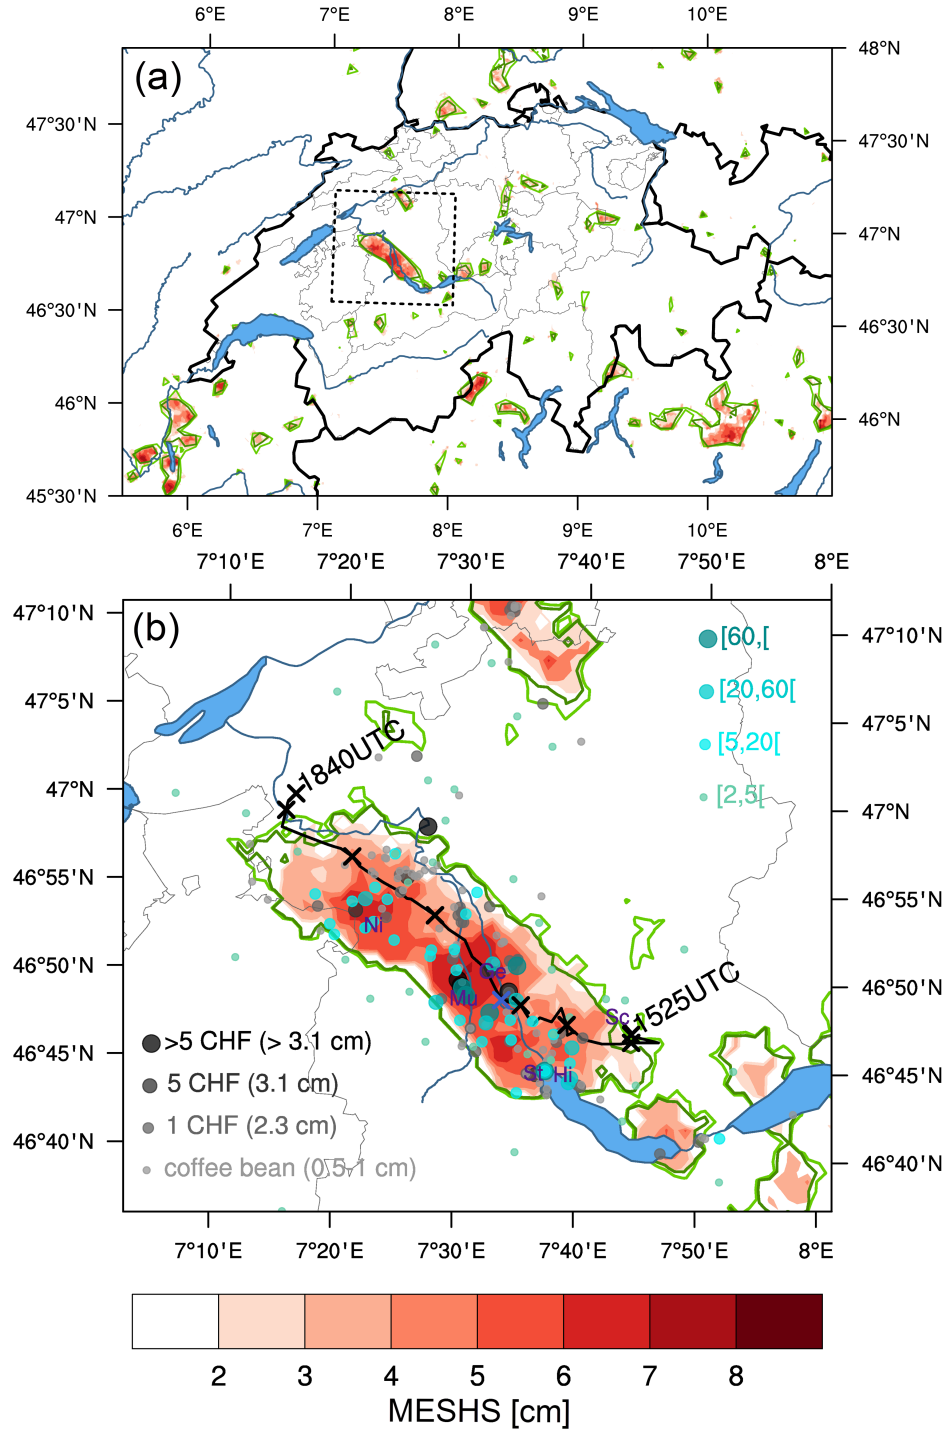 6°E 7°E 8°E 9°E 10°E
(a)
48°N
47°30'N
47°30'N
47°N
47°N
46°30'N
46°30'N
46°N
46°N
45°30'N
6°E 7°E 8°E 9°E 10°E
7°10'E 7°20'E 7°30'E 7°40'E 7°50'E 8°E
(b)
47°10'N
47°10'N
[60,[
[20,60[
47°5'N
47°5'N
1840UTC
[5,20[
47°N
[2,5[
47°N
46°55'N
46°55'N
Ni
46°50'N
Ge
46°50'N
Mu
1525UTC
Sc
>5 CHF (> 3.1 cm)
46°45'N
46°45'N
St Hi
5 CHF (3.1 cm)
1 CHF (2.3 cm)
46°40'N
46°40'N
coffee bean (0.5-1 cm)
7°10'E 7°20'E 7°30'E 7°40'E 7°50'E 8°E
2 3 4 5 6 7 8
MESHS [cm]